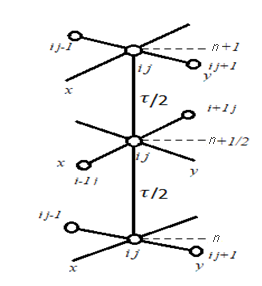 ij-1
n+1
ij
ij+1
x
y
τ/2
i+1j
n+1/2
x
ij
i-1j
y
τ/2
ij-1
n
x
ij
y
ij+1